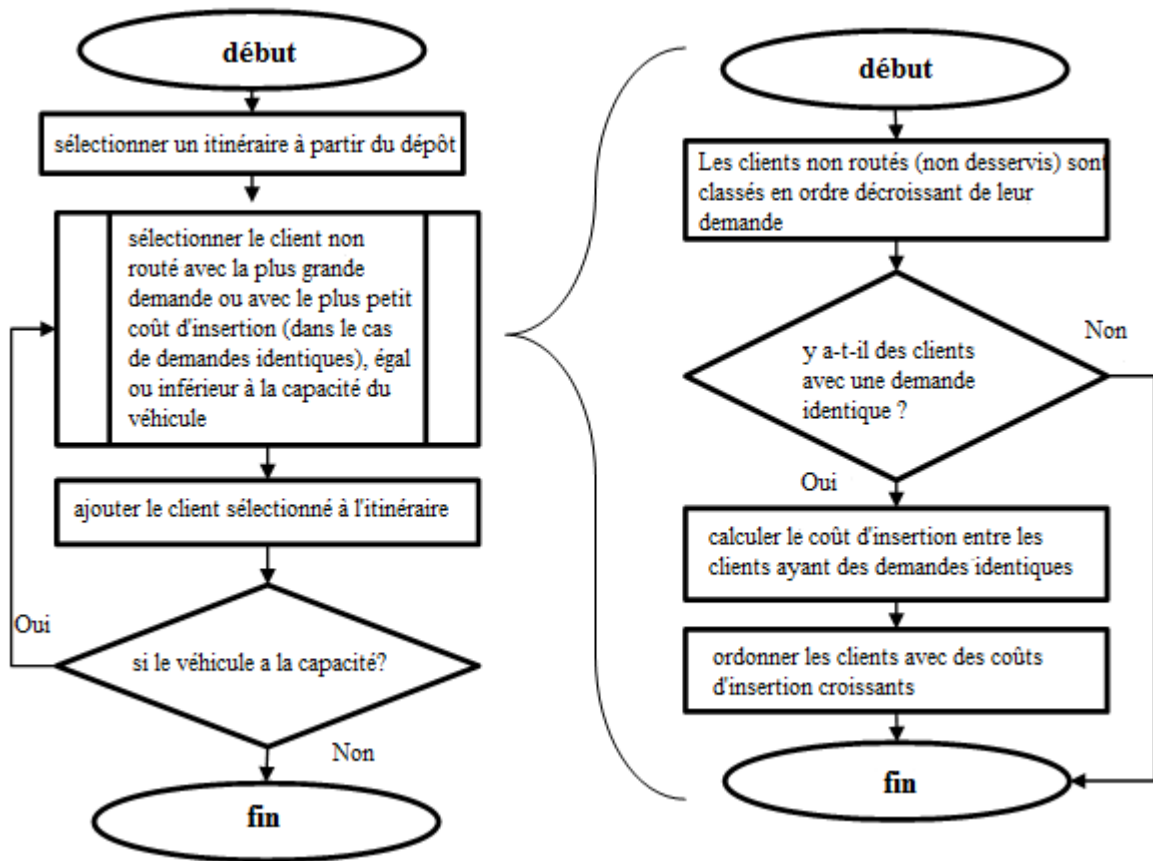 début
sélectionner un itinéraire à partir du dépôt
sélectionner le client non
routé avec la plus grande
demande ou avec le plus petit
coût d'insertion (dans le cas
de demandes identiques), égal
ou inférieur à la capacité du
véhicule
ajouter le client sélectionné à l'itinéraire
Oui
si le véhicule a la capacité?
Non
fin
début
Les clients non routés (non desservis) sont
classés en ordre décroissant de leur
demande
Non
y a-t-il des clients
avec une demande
identique ?
Oui
calculer le coût d'insertion entre les
clients ayant des demandes identiques
ordonner les clients avec des coûts
d'insertion croissants
fin